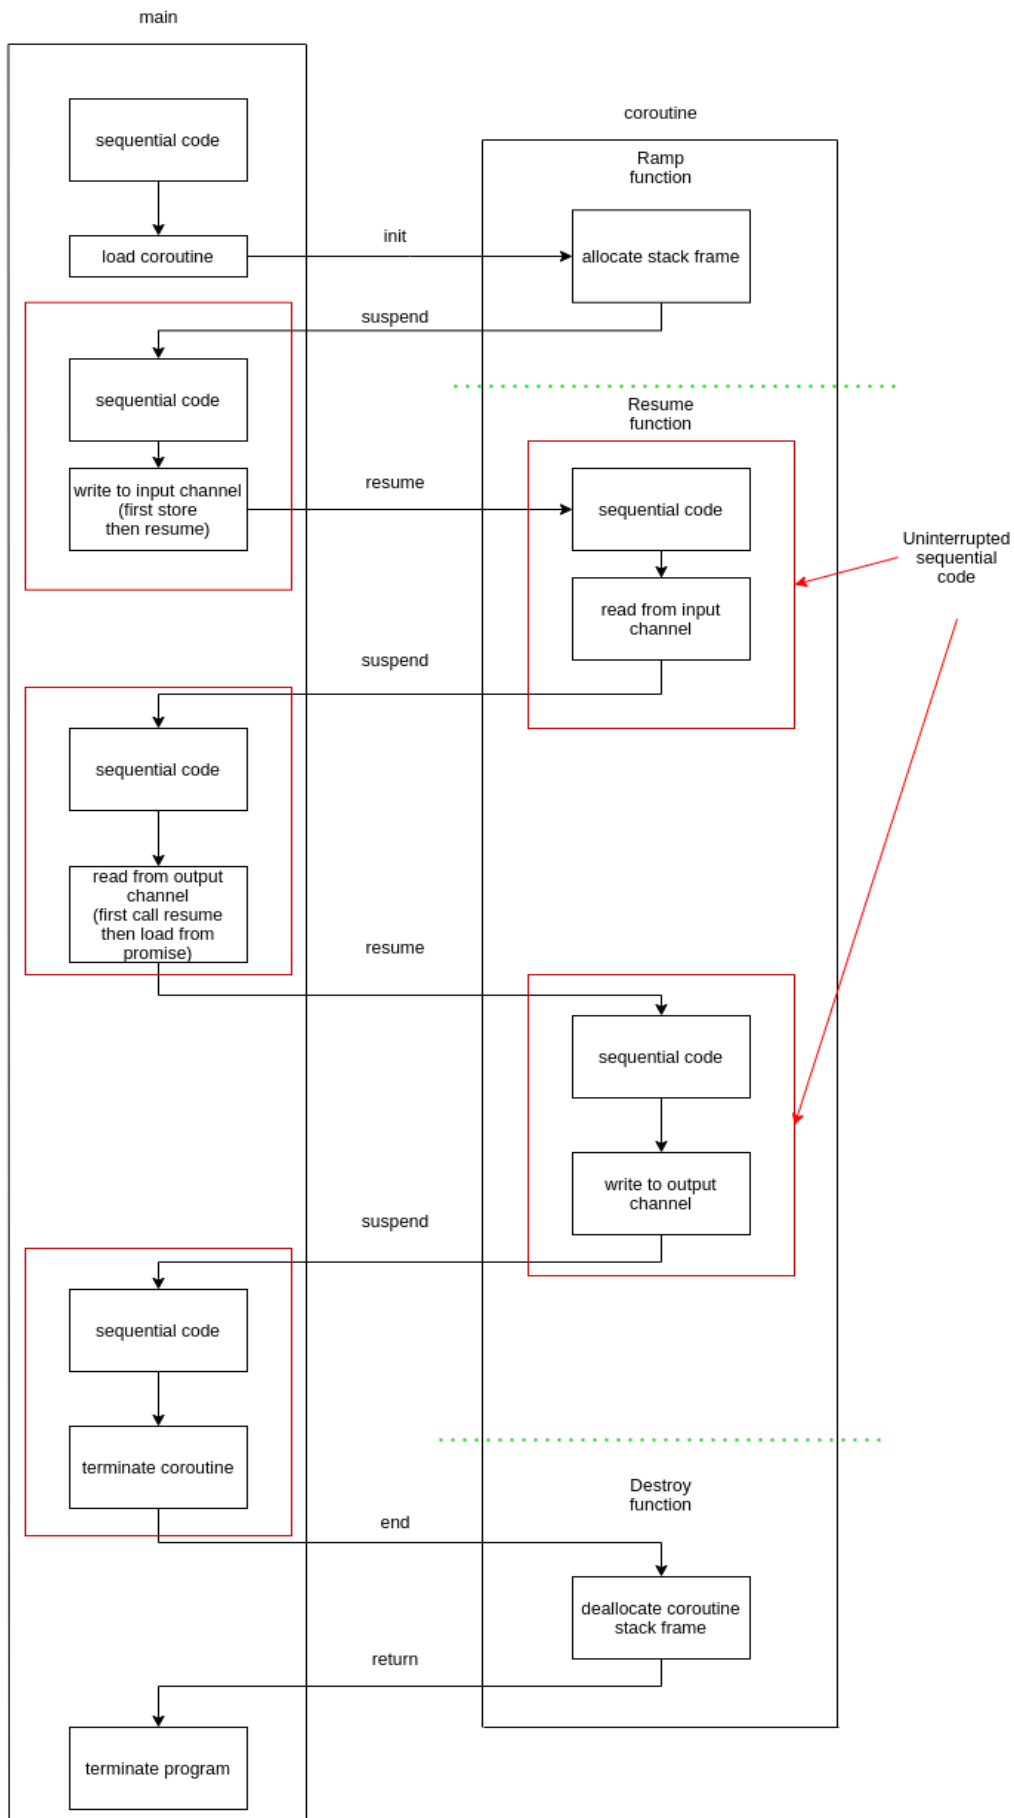 main
sequential code
coroutine
Ramp
function
load coroutine
init
allocate stack frame
suspend
sequential code
Resume
function
write to input channel
(first store
then resume)
resume
sequential code
Uninterrupted
sequential
code
read from input
channel
suspend
sequential code
read from output
channel
(first call resume
then load from
promise)
resume
sequential code
write to output
channel
suspend
sequential code
terminate coroutine
Destroy
function
end
deallocate coroutine
stack frame
return
terminate program